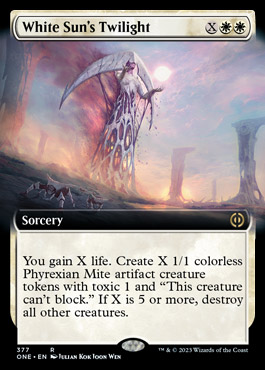 White Sun's Twilight X
Sorcery
You gain X life. Create X 1/1 colorless
Phyrexian Mite artifact creature
tokens with toxic 1 and “This creature
can't block.” If X is 5 or more, destroy
all other creatures.
377 R
ONE • EN Julian Kok Joon Wen
™ & © 2023 Wizards of the Coast